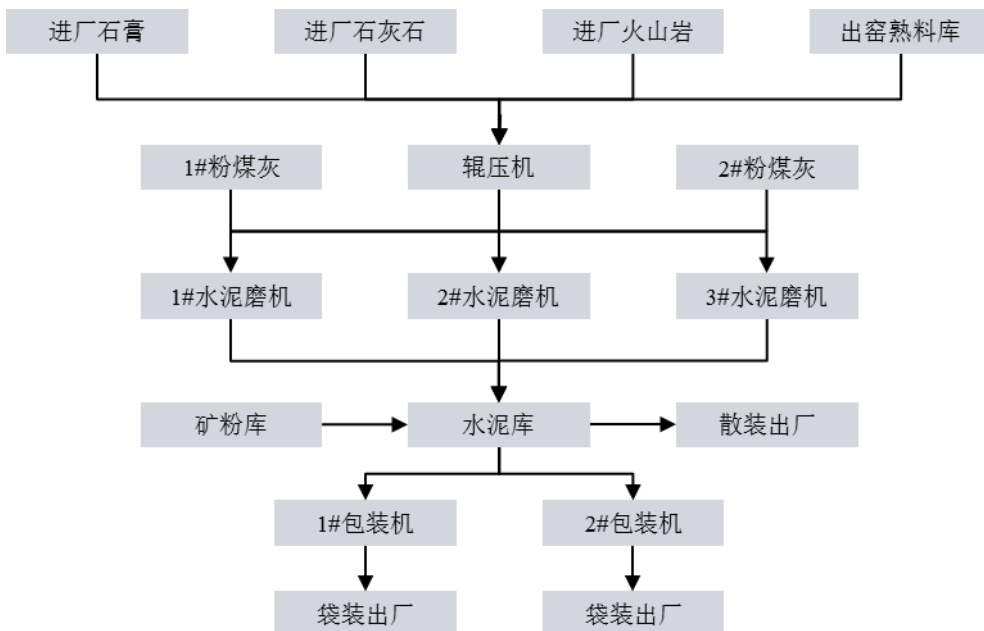 进厂石膏
进厂石灰石
进厂火山岩
出窑熟料库
1#粉煤灰
辊压机
2#粉煤灰
1#水泥磨机
2#水泥磨机
3#水泥磨机
矿粉库
水泥库
散装出厂
1#包装机
2#包装机
袋装出厂
袋装出厂